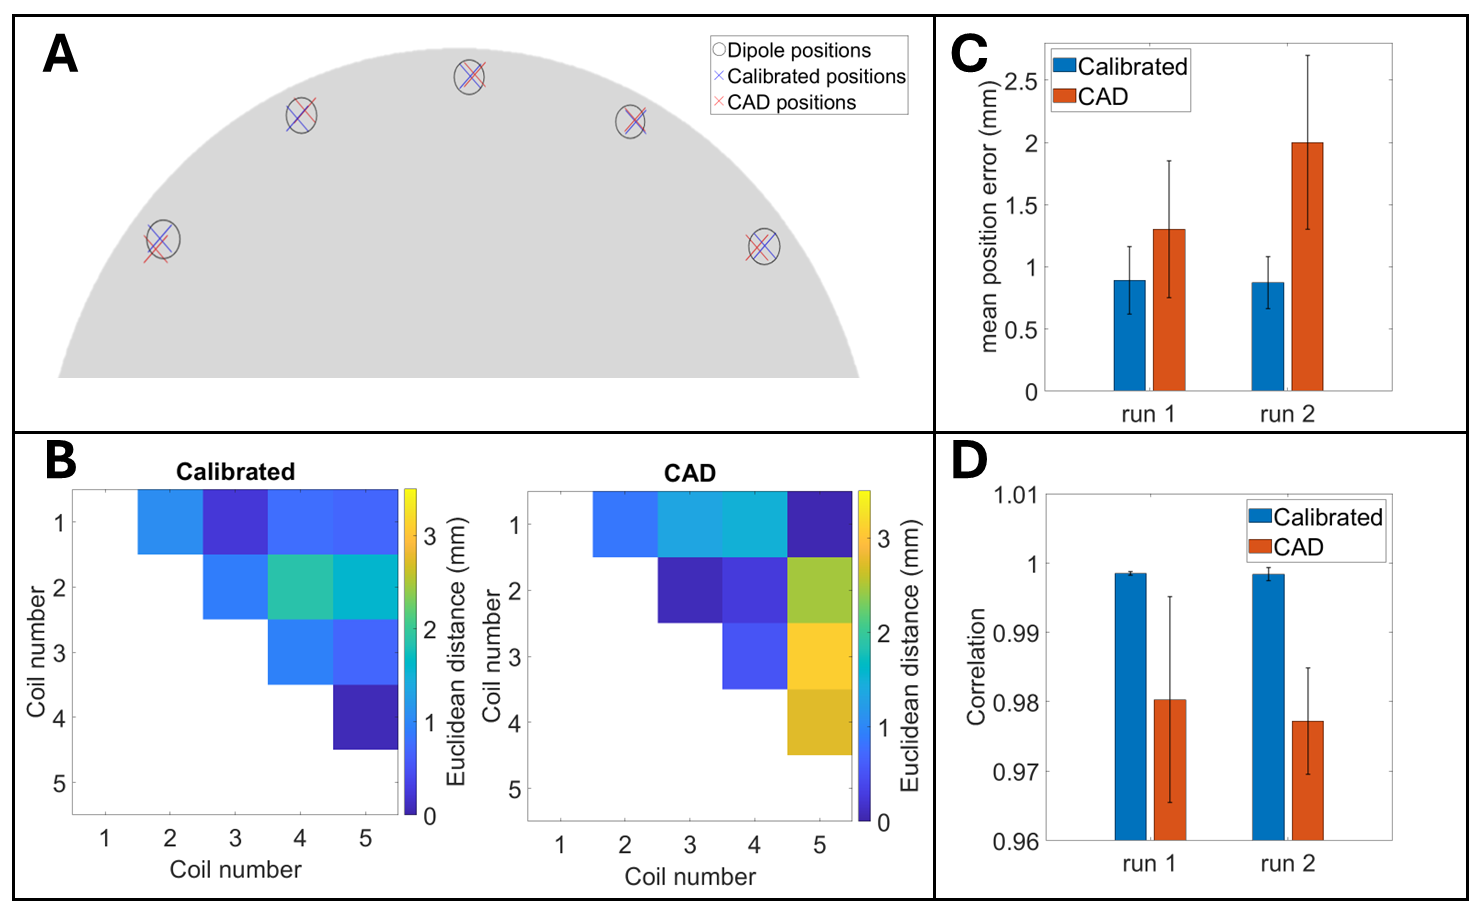 A
Dipole positions
Calibrated positions
CAD positions
C
Calibrated
CAD
mean position error (mm)
2.5
2
1.5
1
0.5
0
run 1
run 2
B
Calibrated
Coil number
1
2
3
4
5
1 2 3 4 5
Coil number
3
2
1
0
Euclidean distance (mm)
CAD
Coil number
1
2
3
4
5
1 2 3 4 5
Coil number
3
2
1
0
Euclidean distance (mm)
D
Calibrated
CAD
Correlation
1.01
1
0.99
0.98
0.97
0.96
run 1
run 2